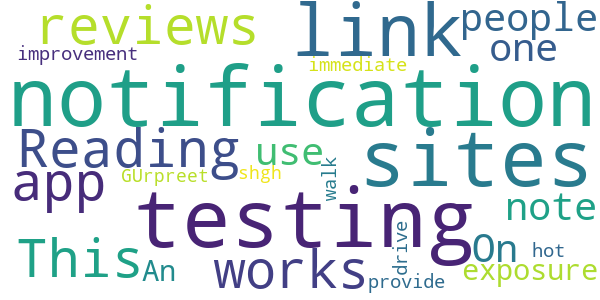 reviews
link
people
one
improvement
immediate
notification
Reading
use
sites
app
GUrpreet
shgh
walk
testing
note
This
An
works
drive
On
hot
provide
exposure